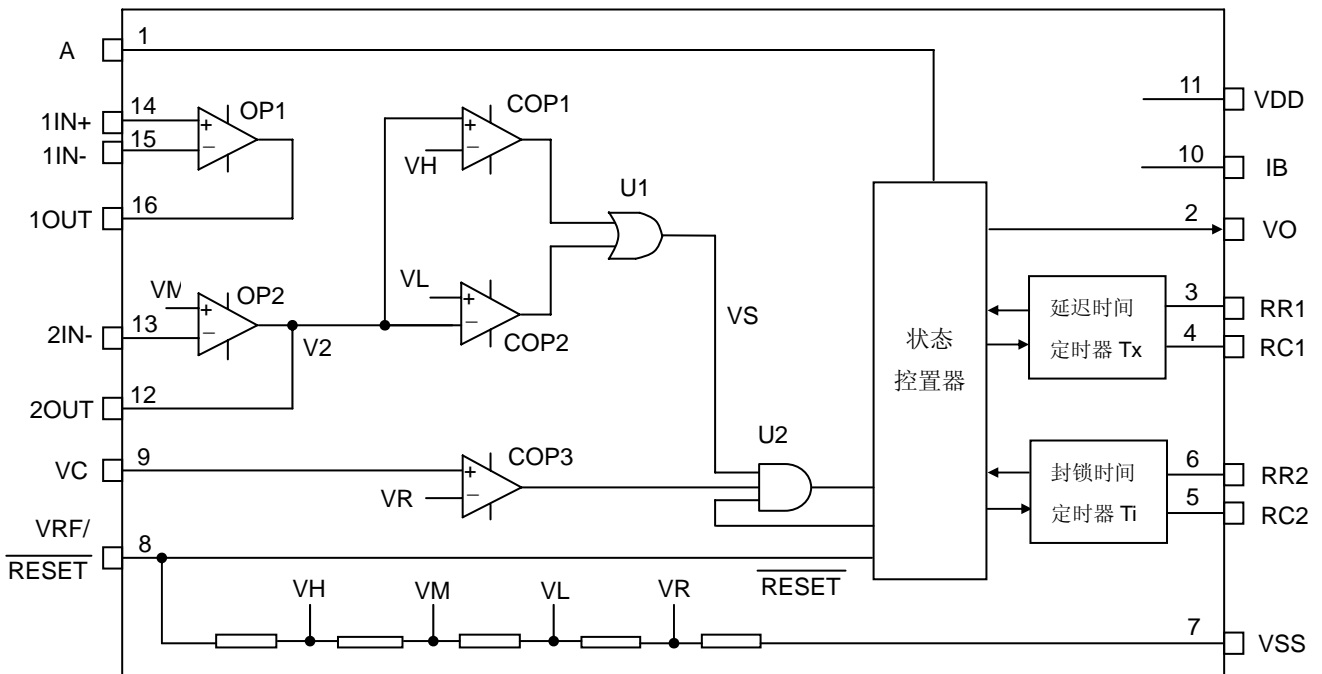 A
1
11
VDD
1IN+
14
OP1
COP1
+
−
1IN-
15
+
−
VH
10
IB
U1
1OUT
16
2
VO
VM
+
−
OP2
VL
+
−
COP2
2IN-
13
V2
VS
状态
控置器
延迟时间
定时器 Tx
3
RR1
4
RC1
2OUT
12
U2
VC
9
COP3
+
−
VR
封锁时间
定时器 Ti
6
RR2
5
RC2
VRF/
RESET
8
RESET
VH
VM
VL
VR
7
VSS